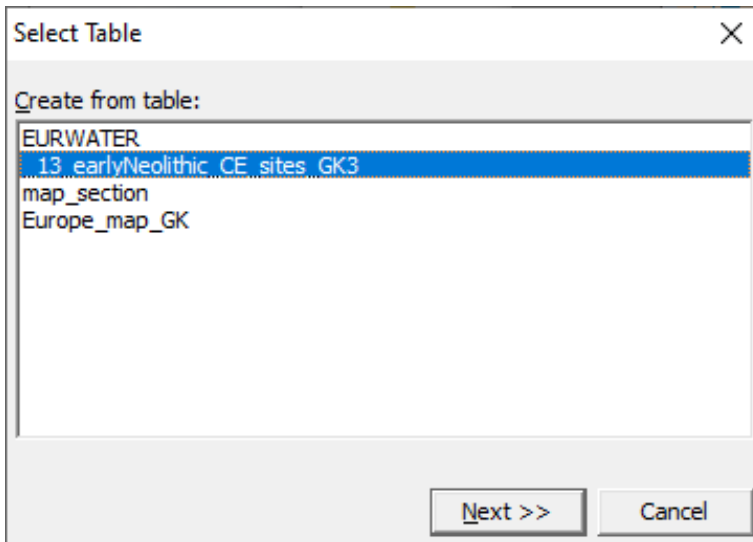 Select Table
Create from table:
EURWATER
_13_earlyNeolithic_CE_sites_GK3
map_section
Europe_map_GK
Next >>
Cancel